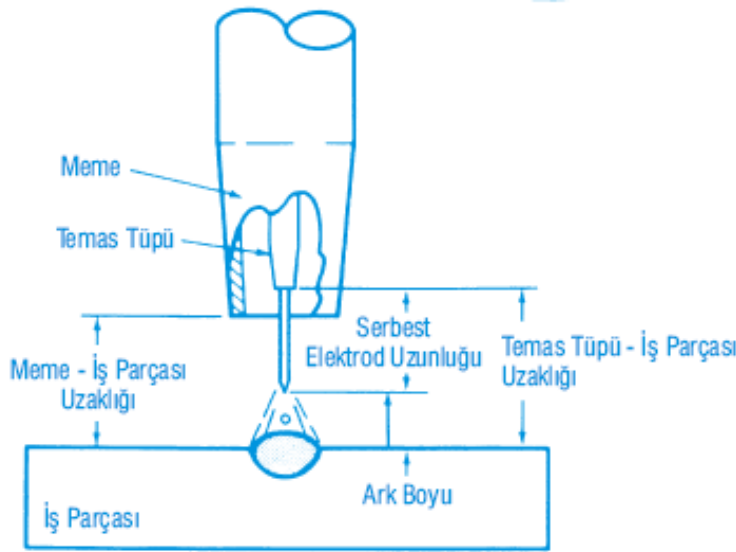 Meme
Temas Tüpü
Serbest
Elektrod Uzunluğu
Temas Tüpü - İş Parçası
Uzaklığı
Meme - İş Parçası
Uzaklığı
Ark Boyu
İş Parçası